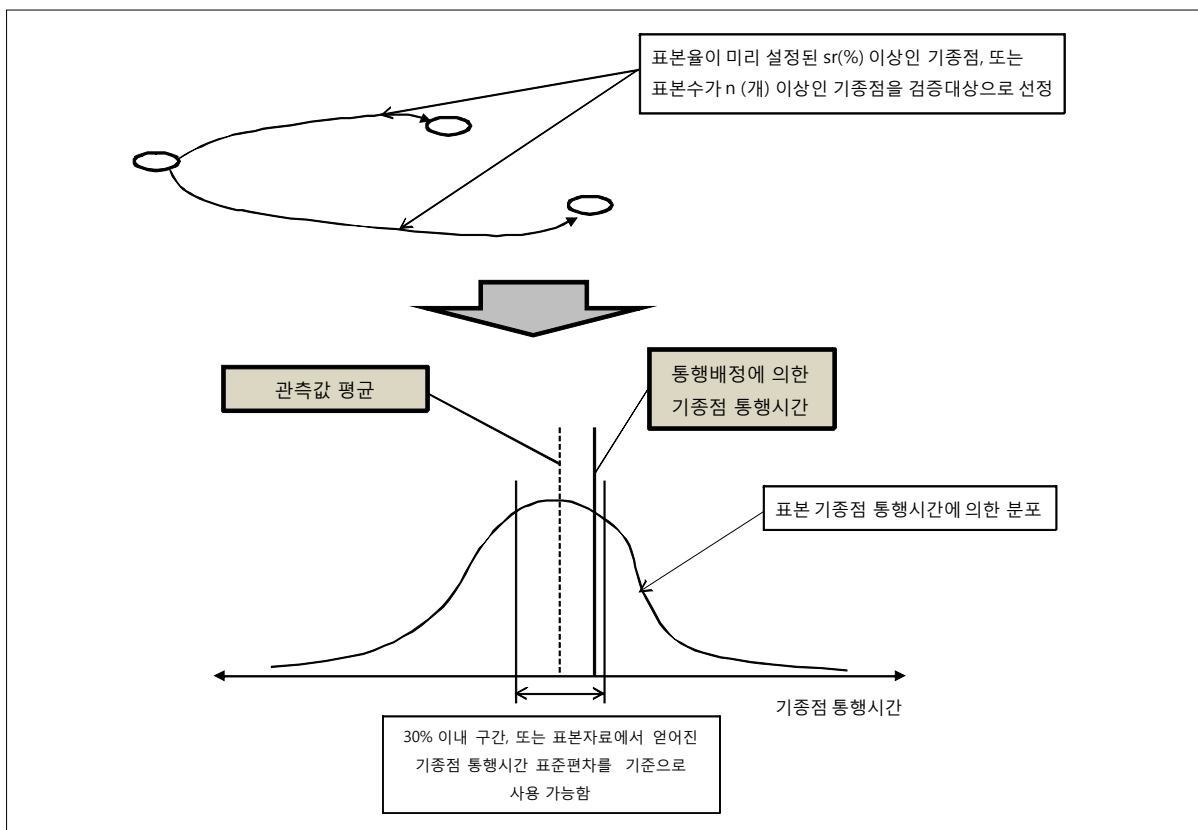 표본율이 미리 설정된 sr(%) 이상인 기종점, 또는
표본수가 n (개) 이상인 기종점을 검증대상으로 선정
관측값 평균
통행배정에 의한
기종점 통행시간
표본 기종점 통행시간에 의한 분포
기종점 통행시간
30% 이내 구간, 또는 표본자료에서 얻어진
기종점 통행시간 표준편차를 기준으로
사용 가능함